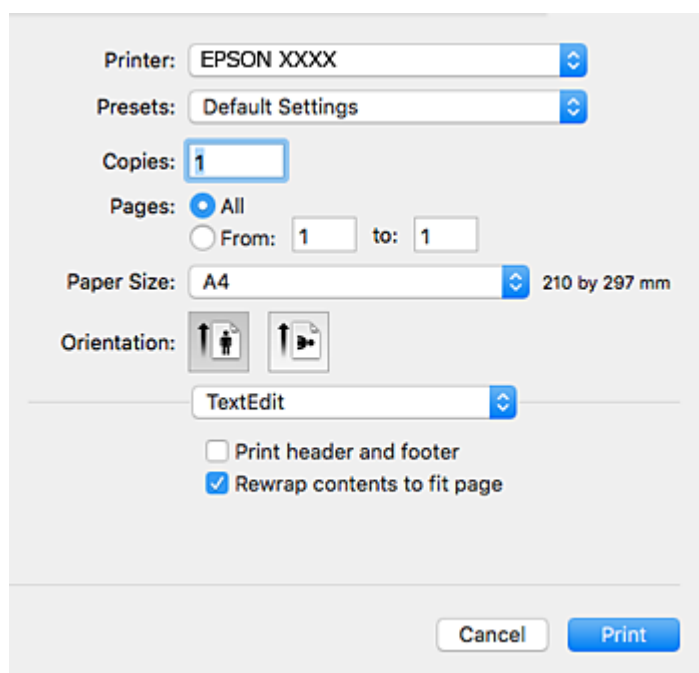 Printer: EPSON XXXX
Presets: Default Settings
Copies: 1
Pages: All
From: 1 to: 1
Paper Size: A4 210 by 297 mm
Orientation:
TextEdit
Print header and footer
Rewrap contents to fit page
Cancel Print